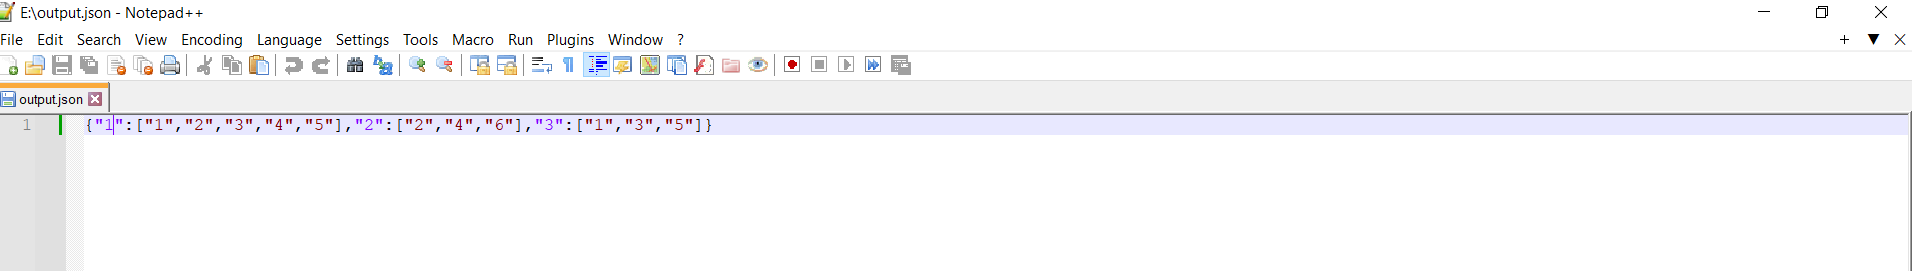 E:\output.json - Notepad++
File Edit Search View Encoding Language Settings Tools Macro Run Plugins Window ?
output.json
1 {"1":["1","2","3","4","5"],"2":["2","4","6"],"3":["1","3","5"]}